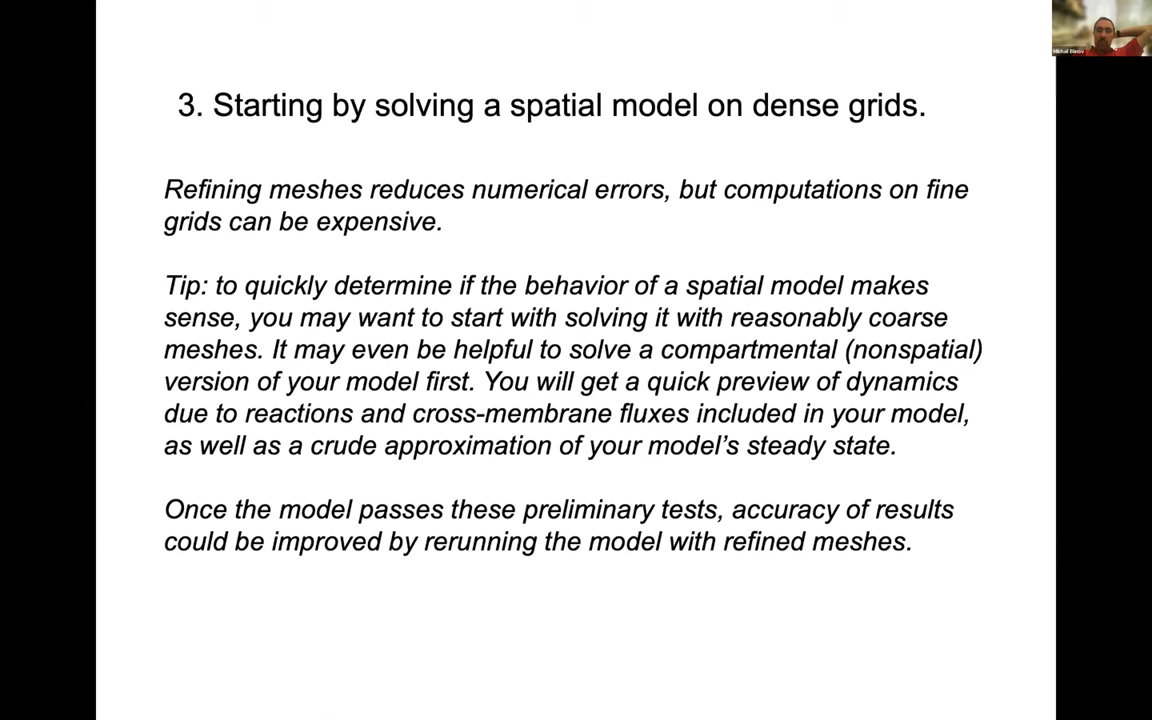 3. Starting by solving a spatial model on dense grids.
Refining meshes reduces numerical errors, but computations on fine
grids can be expensive.
Tip: to quickly determine if the behavior of a spatial model makes
sense, you may want to start with solving it with reasonably coarse
meshes. It may even be helpful to solve a compartmental (nonspatial)
version of your model first. You will get a quick preview of dynamics
due to reactions and cross-membrane fluxes included in your model,
as well as a crude approximation of your model’s steady state.
Once the model passes these preliminary tests, accuracy of results
could be improved by rerunning the model with refined meshes.